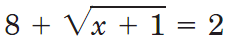 8 + √(x + 1) = 2